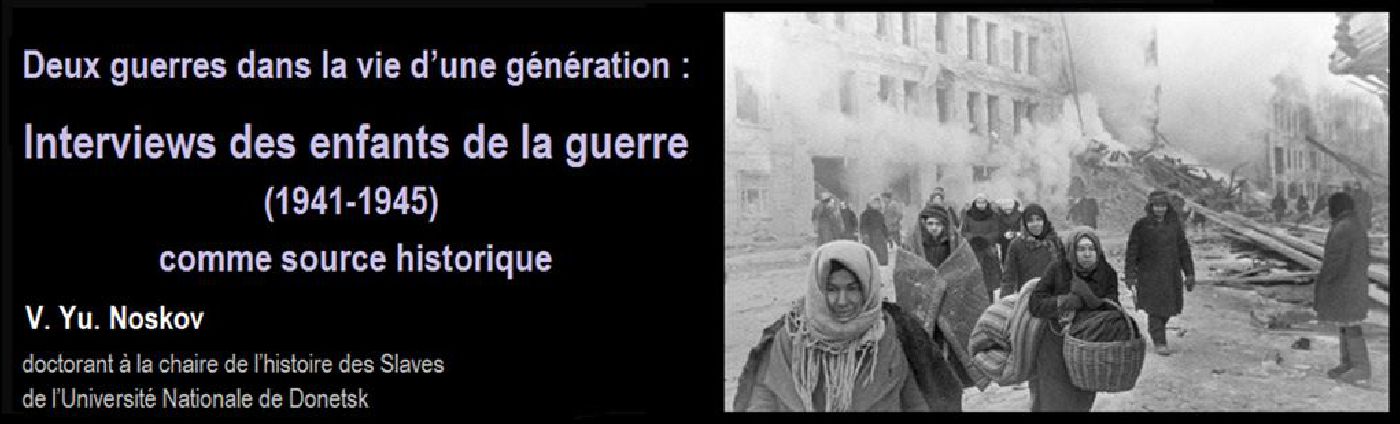 Deux guerres dans la vie d’une génération :
Interviews des enfants de la guerre
(1941-1945)
comme source historique
V. Yu. Noskov
doctorant à la chaire de l’histoire des Slaves
de l’Université Nationale de Donetsk